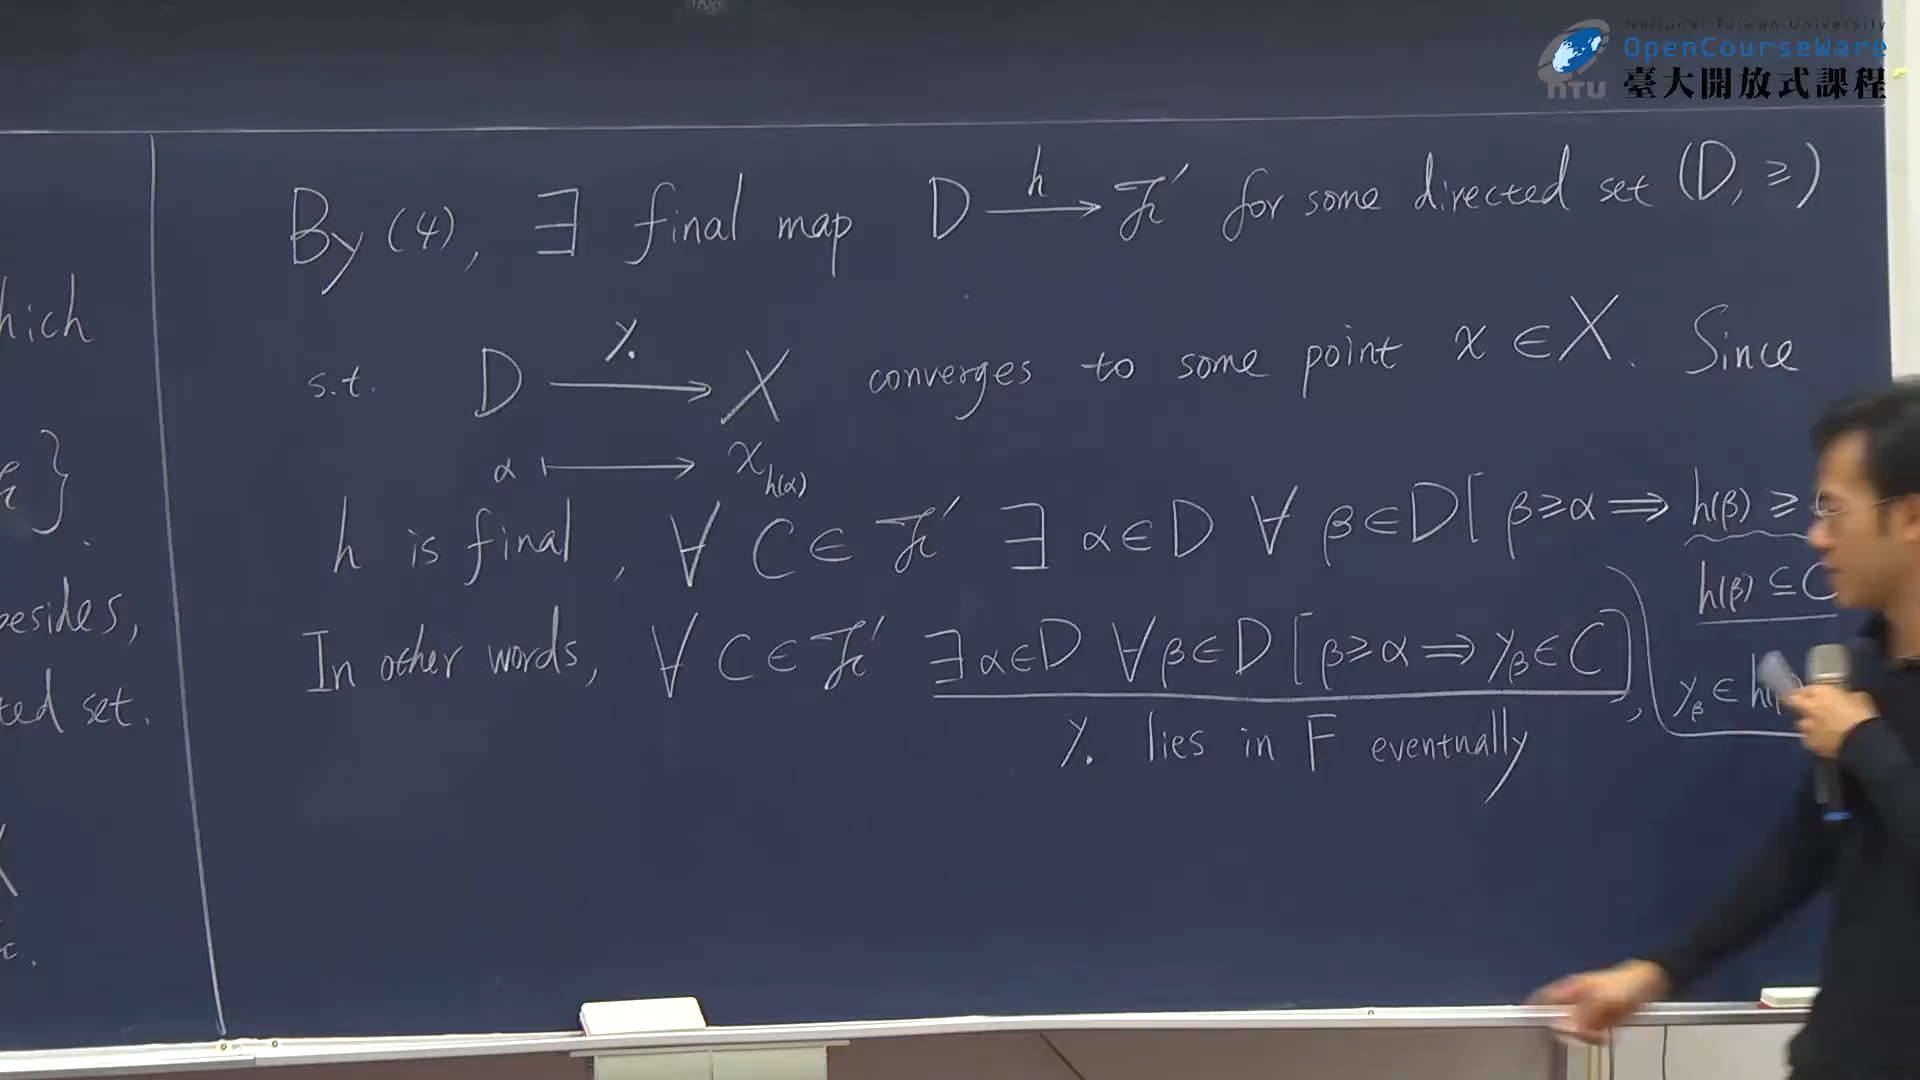 National Taiwan University
OpenCourseWare
臺大開放式課程
NTU
By (4), ∃ final map D →h ℱ′ for some directed set (D, ≥)
s.t. D →y. X converges to some point x ∈ X. Since
α ↦ x_{h(α)}
h is final, ∀ C ∈ ℱ′ ∃ α ∈ D ∀ β ∈ D [ β ≥ α ⟹ h(β) ≥
h(β) ⊆ C
In other words, ∀ C ∈ ℱ′ ∃ α ∈ D ∀ β ∈ D [ β ≥ α ⟹ y_β ∈ C ],
y_β ∈ h(
y. lies in F eventually
hich
}.
besides,
ted set.